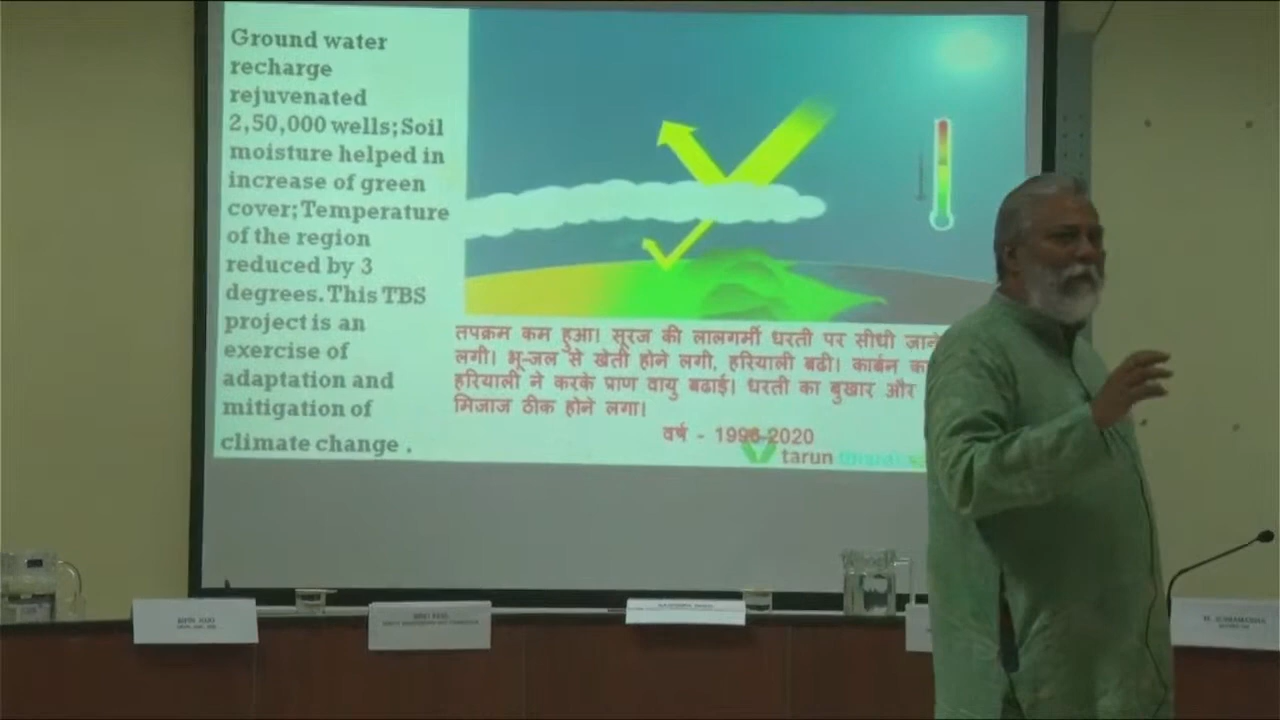 Ground water
recharge
rejuvenated
2,50,000 wells;Soil
moisture helped in
increase of green
cover;Temperature
of the region
reduced by 3
degrees.This TBS
project is an
exercise of
adaptation and
mitigation of
climate change .
तपक्रम कम हुआ। सूरज की लालगर्मी धरती पर सीधी जाने
लगी। भू-जल से खेती होने लगी, हरियाली बढी। कार्बन
हरियाली ने करके प्राण वायु बढाई। धरती का बुखार और
मिजाज ठीक होने लगा।
वर्ष - 1996-2020
tarun